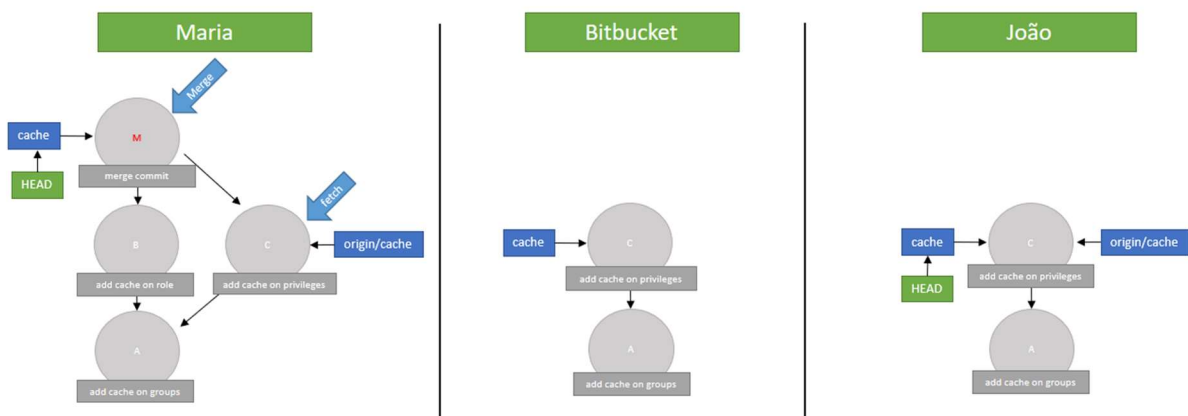 Maria
Merge
cache
M
HEAD
merge commit
fetch
B
C
origin/cache
add cache on role
add cache on privileges
A
add cache on groups
Bitbucket
cache
C
add cache on privileges
A
add cache on groups
João
cache
C
origin/cache
HEAD
add cache on privileges
A
add cache on groups